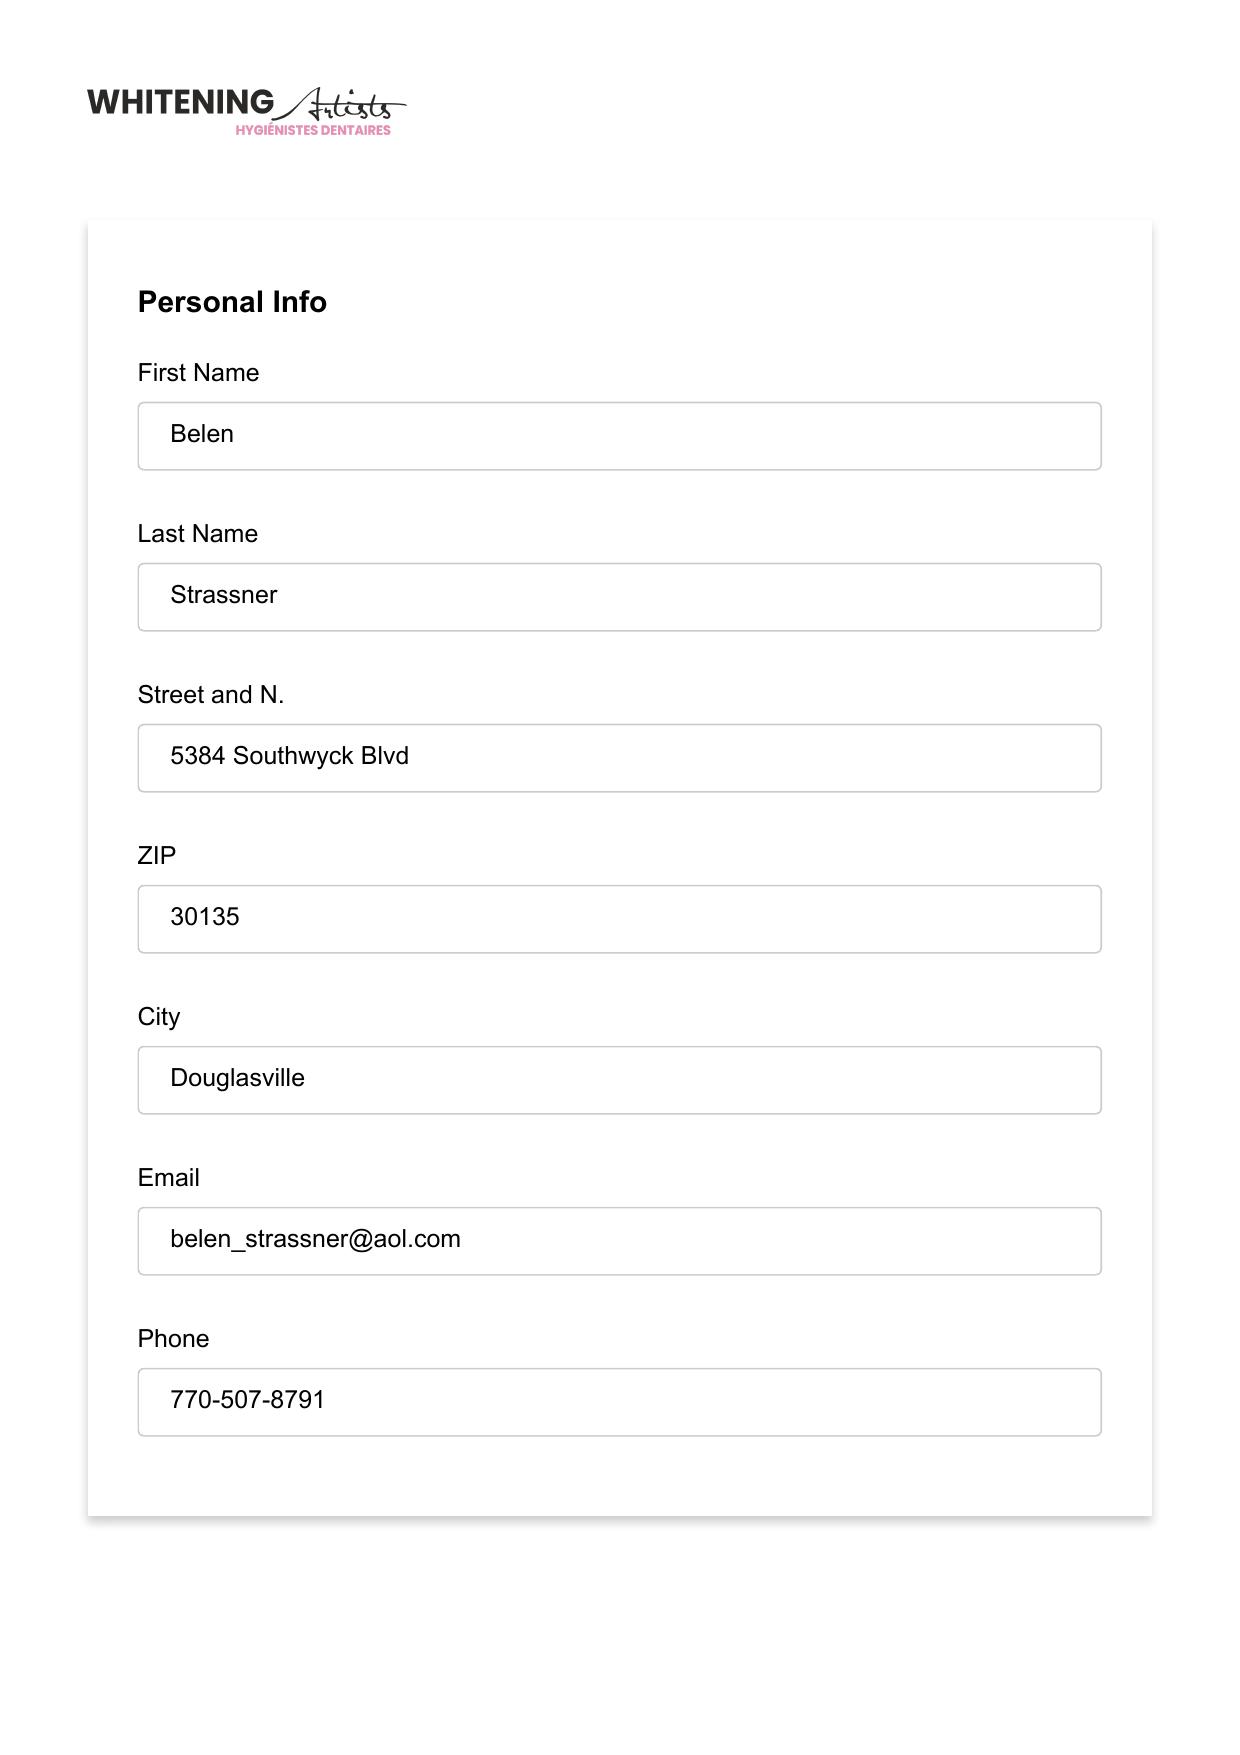 WHITENING Artists
HYGIÉNISTES DENTAIRES
Personal Info
First Name
Belen
Last Name
Strassner
Street and N.
5384 Southwyck Blvd
ZIP
30135
City
Douglasville
Email
belen_strassner@aol.com
Phone
770-507-8791